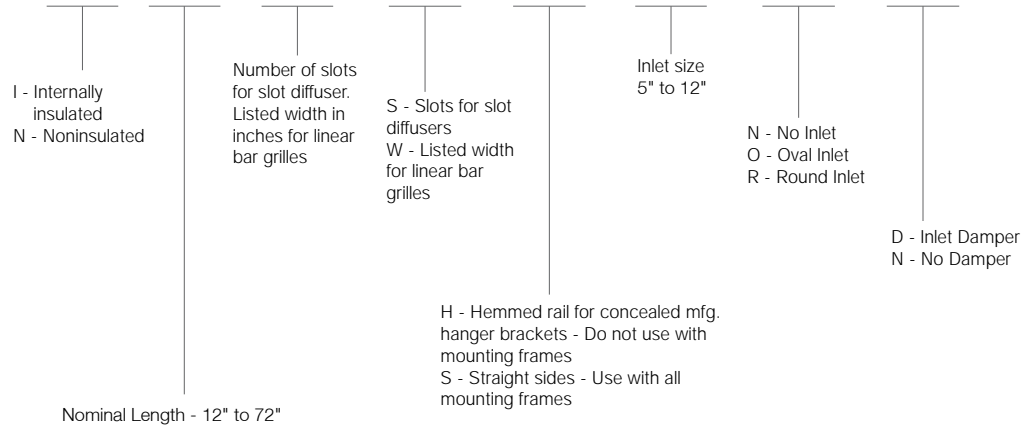 I - Internally
insulated
N - Noninsulated
Number of slots
for slot diffuser.
Listed width in
inches for linear
bar grilles
S - Slots for slot
diffusers
W - Listed width
for linear bar
grilles
Inlet size
5" to 12"
N - No Inlet
O - Oval Inlet
R - Round Inlet
D - Inlet Damper
N - No Damper
H - Hemmed rail for concealed mfg.
hanger brackets - Do not use with
mounting frames
S - Straight sides - Use with all
mounting frames
Nominal Length - 12" to 72"